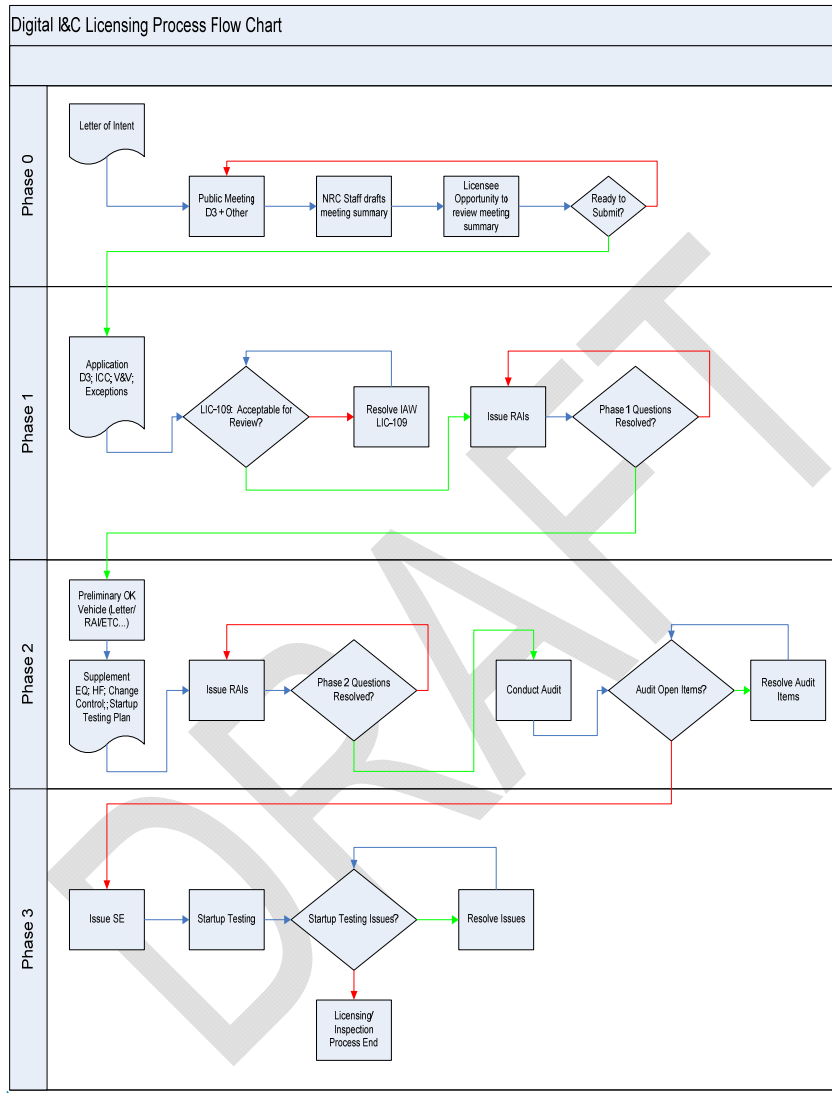 Digital I&C Licensing Process Flow Chart
Phase 0
Letter of Intent
Public Meeting
D3 + Other
NRC Staff drafts
meeting summary
Licensee
Opportunity to
review meeting
summary
Ready to
Submit?
Phase 1
Application
D3; ICC; V&V;
Exceptions
LIC-109: Acceptable for
Review?
Resolve IAW
LIC-109
Issue RAIs
Phase 1 Questions
Resolved?
Phase 2
Preliminary OK
Vehicle (Letter/
RAI/ETC...)
Supplement
EQ; HF; Change
Control;;Startup
Testing Plan
Issue RAIs
Phase 2 Questions
Resolved?
Conduct Audit
Audit Open Items?
Resolve Audit
Items
Phase 3
Issue SE
Startup Testing
Startup Testing Issues?
Resolve Issues
Licensing/
Inspection
Process End
DRAFT